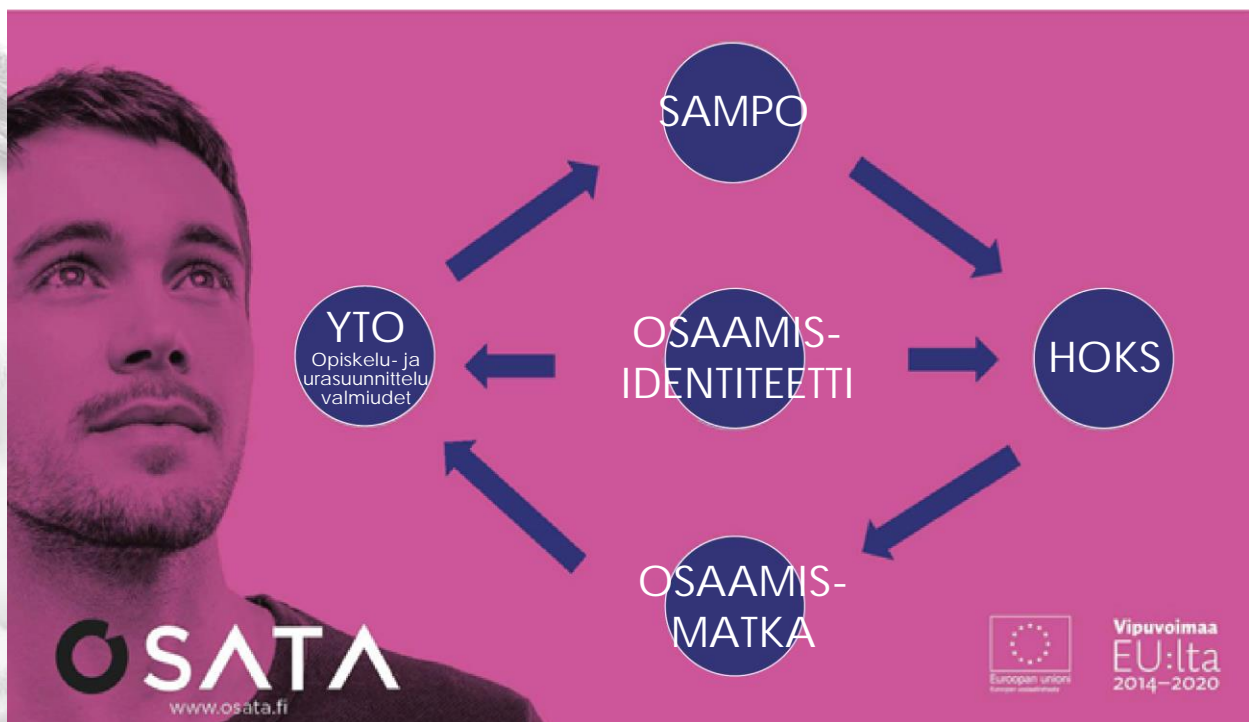 SAMPO
YTO
Opiskelu- ja
urasuunnittelu
valmiudet
OSAAMIS-
IDENTITEETTI
HOKS
OSAAMIS-
MATKA
OSATA
www.osata.fi
Euroopan unioni
Vipuvoimaa
EU:lta
2014–2020